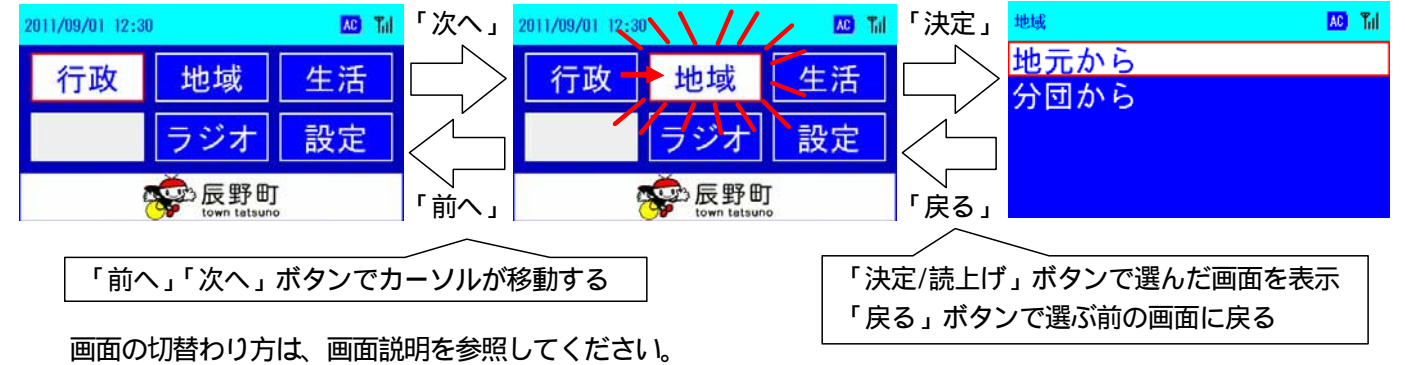 2011/09/01 12:30 AC
行政 地域 生活
ラジオ 設定
辰野町
town tatsuno
「次へ」
「前へ」
2011/09/01 12:30 AC
行政 地域 生活
ラジオ 設定
辰野町
town tatsuno
「決定」
「戻る」
地域 AC
地元から
分団から
「前へ」「次へ」ボタンでカーソルが移動する
「決定/読上げ」ボタンで選んだ画面を表示
「戻る」ボタンで選ぶ前の画面に戻る
画面の切替わり方は、画面説明を参照してください。